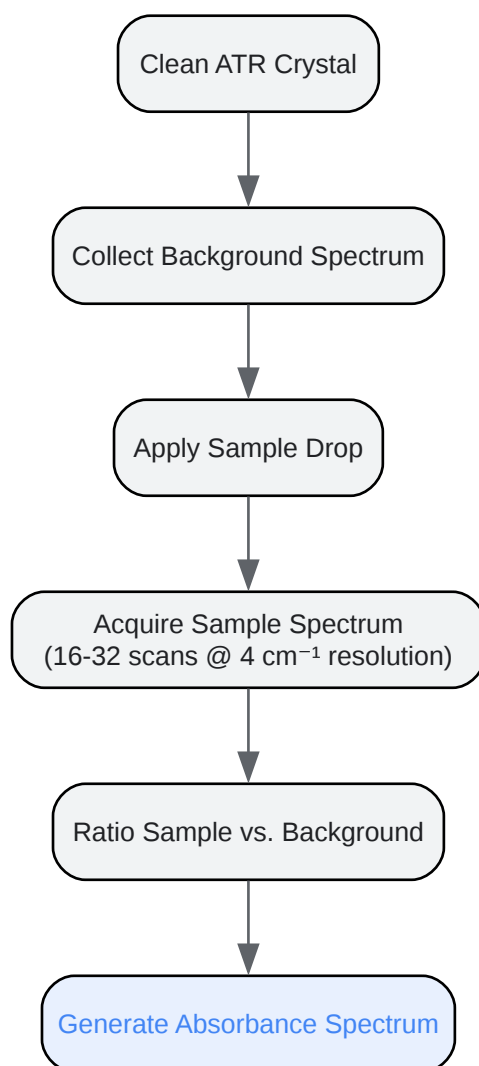 Clean ATR Crystal
Collect Background Spectrum
Apply Sample Drop
Acquire Sample Spectrum
(16-32 scans @ 4 cm⁻¹ resolution)
Ratio Sample vs. Background
Generate Absorbance Spectrum